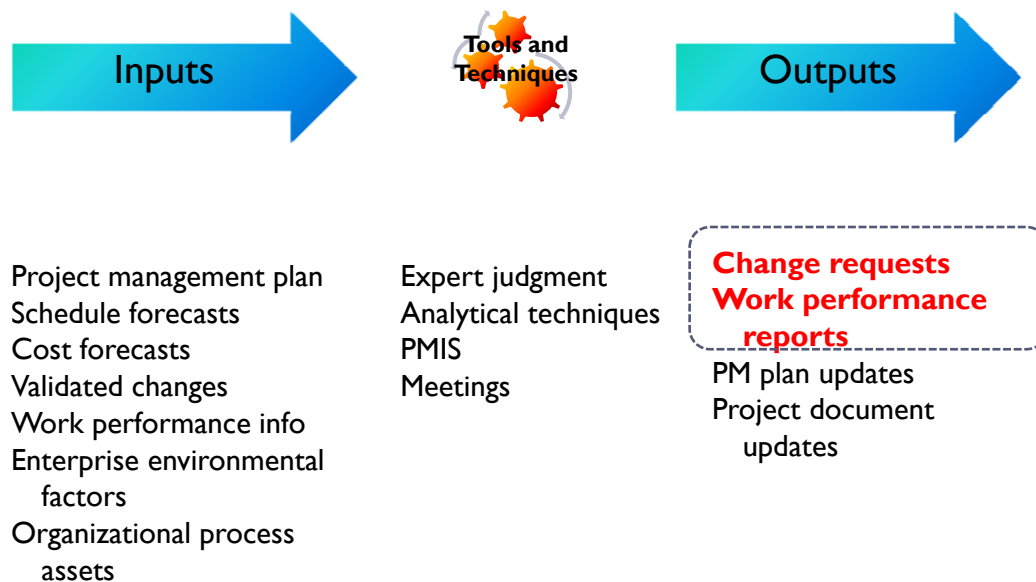 Inputs
Tools and
Techniques
Outputs
Project management plan
Schedule forecasts
Cost forecasts
Validated changes
Work performance info
Enterprise environmental
factors
Organizational process
assets
Expert judgment
Analytical techniques
PMIS
Meetings
Change requests
Work performance
reports
PM plan updates
Project document
updates